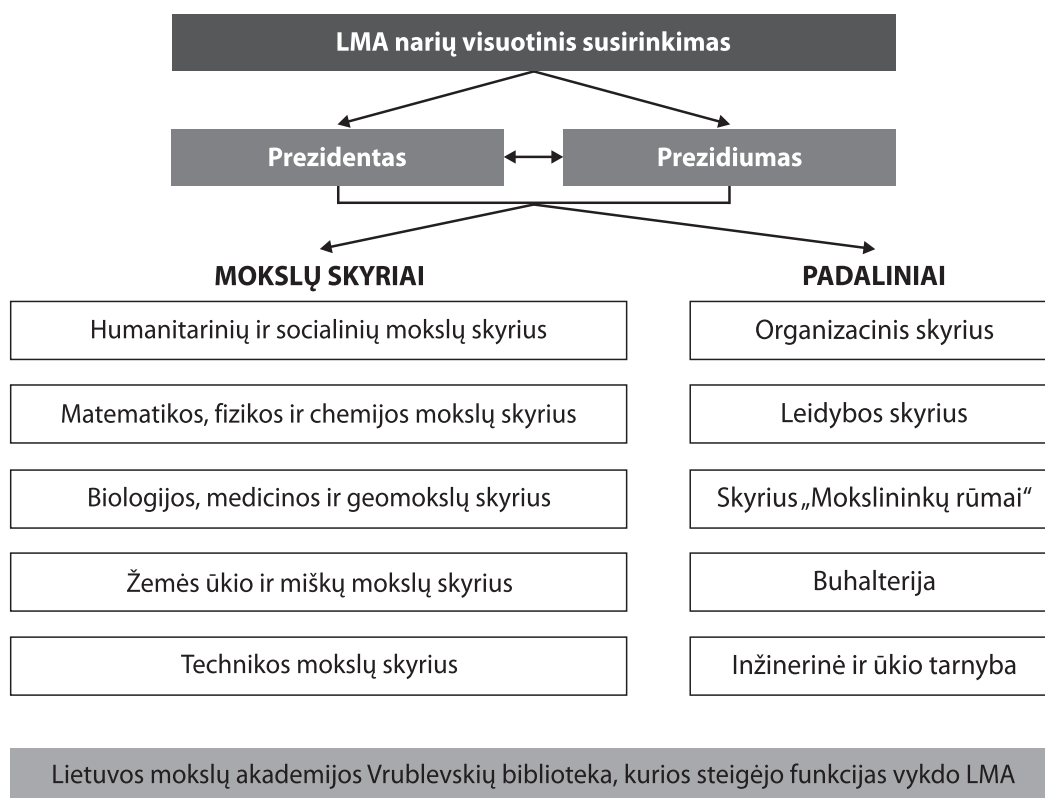 LMA narių visuotinis susirinkimas
Prezidentas
Prezidiumas
MOKSLŲ SKYRIAI
Humanitarinių ir socialinių mokslų skyrius
Matematikos, fizikos ir chemijos mokslų skyrius
Biologijos, medicinos ir geomokslų skyrius
Žemės ūkio ir miškų mokslų skyrius
Technikos mokslų skyrius
PADALINIAI
Organizacinis skyrius
Leidybos skyrius
Skyrius „Mokslininkų rūmai“
Buhalterija
Inžinerinė ir ūkio tarnyba
Lietuvos mokslų akademijos Vrublevskių biblioteka, kurios steigėjo funkcijas vykdo LMA